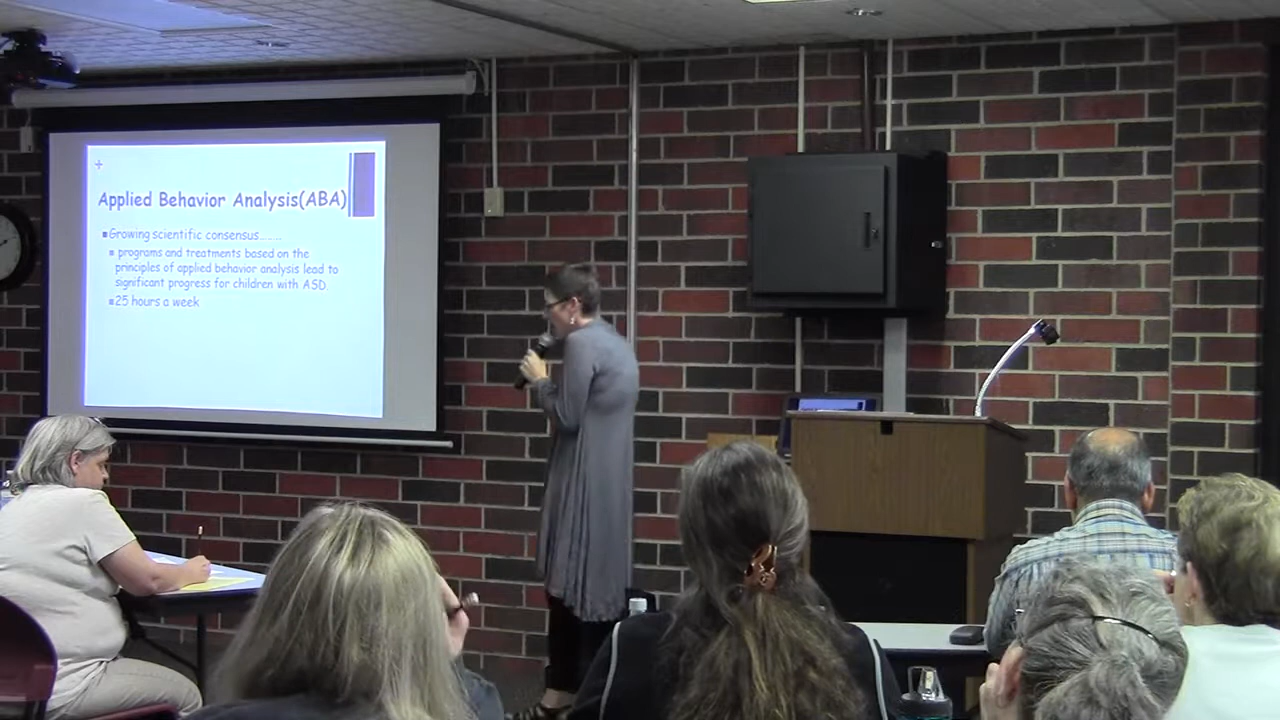 Applied Behavior Analysis(ABA)
Growing scientific consensus........
programs and treatments based on the
principles of applied behavior analysis lead to
significant progress for children with ASD.
25 hours a week